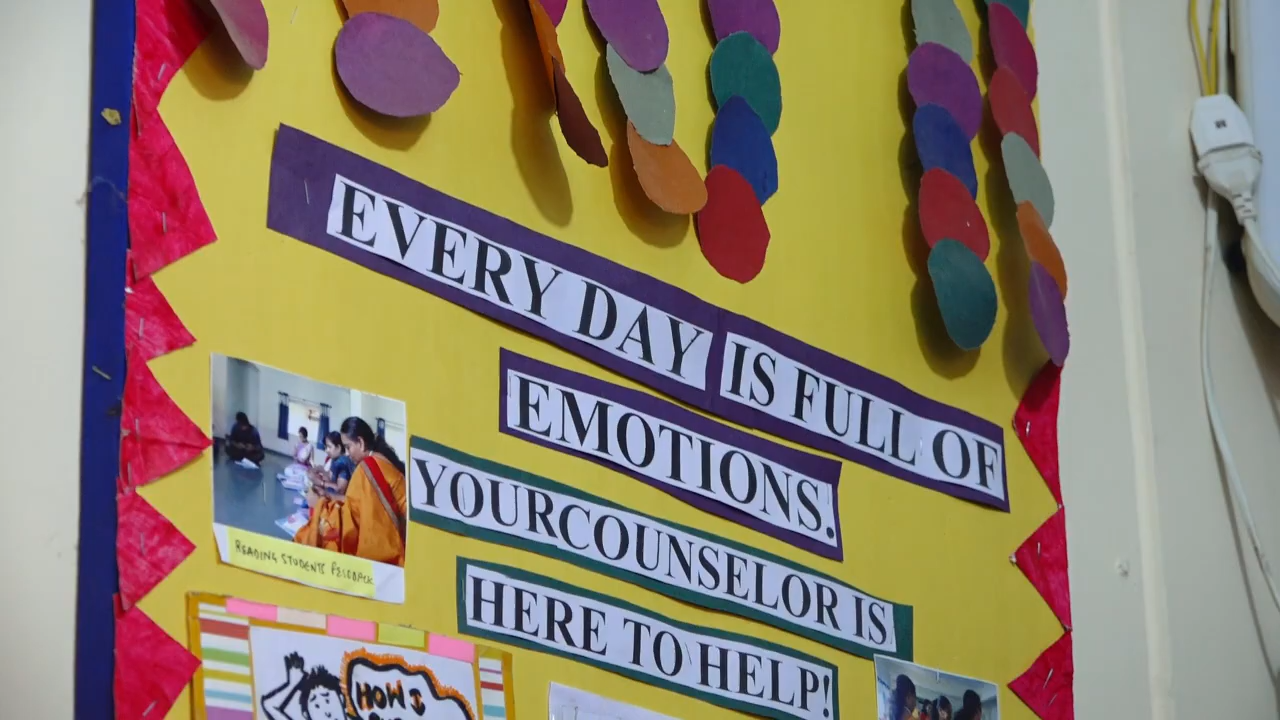 EVERY DAY IS FULL OF
EMOTIONS.
YOURCOUNSELOR IS
HERE TO HELP!
READING STUDENTS FEEDBACK
HOW I